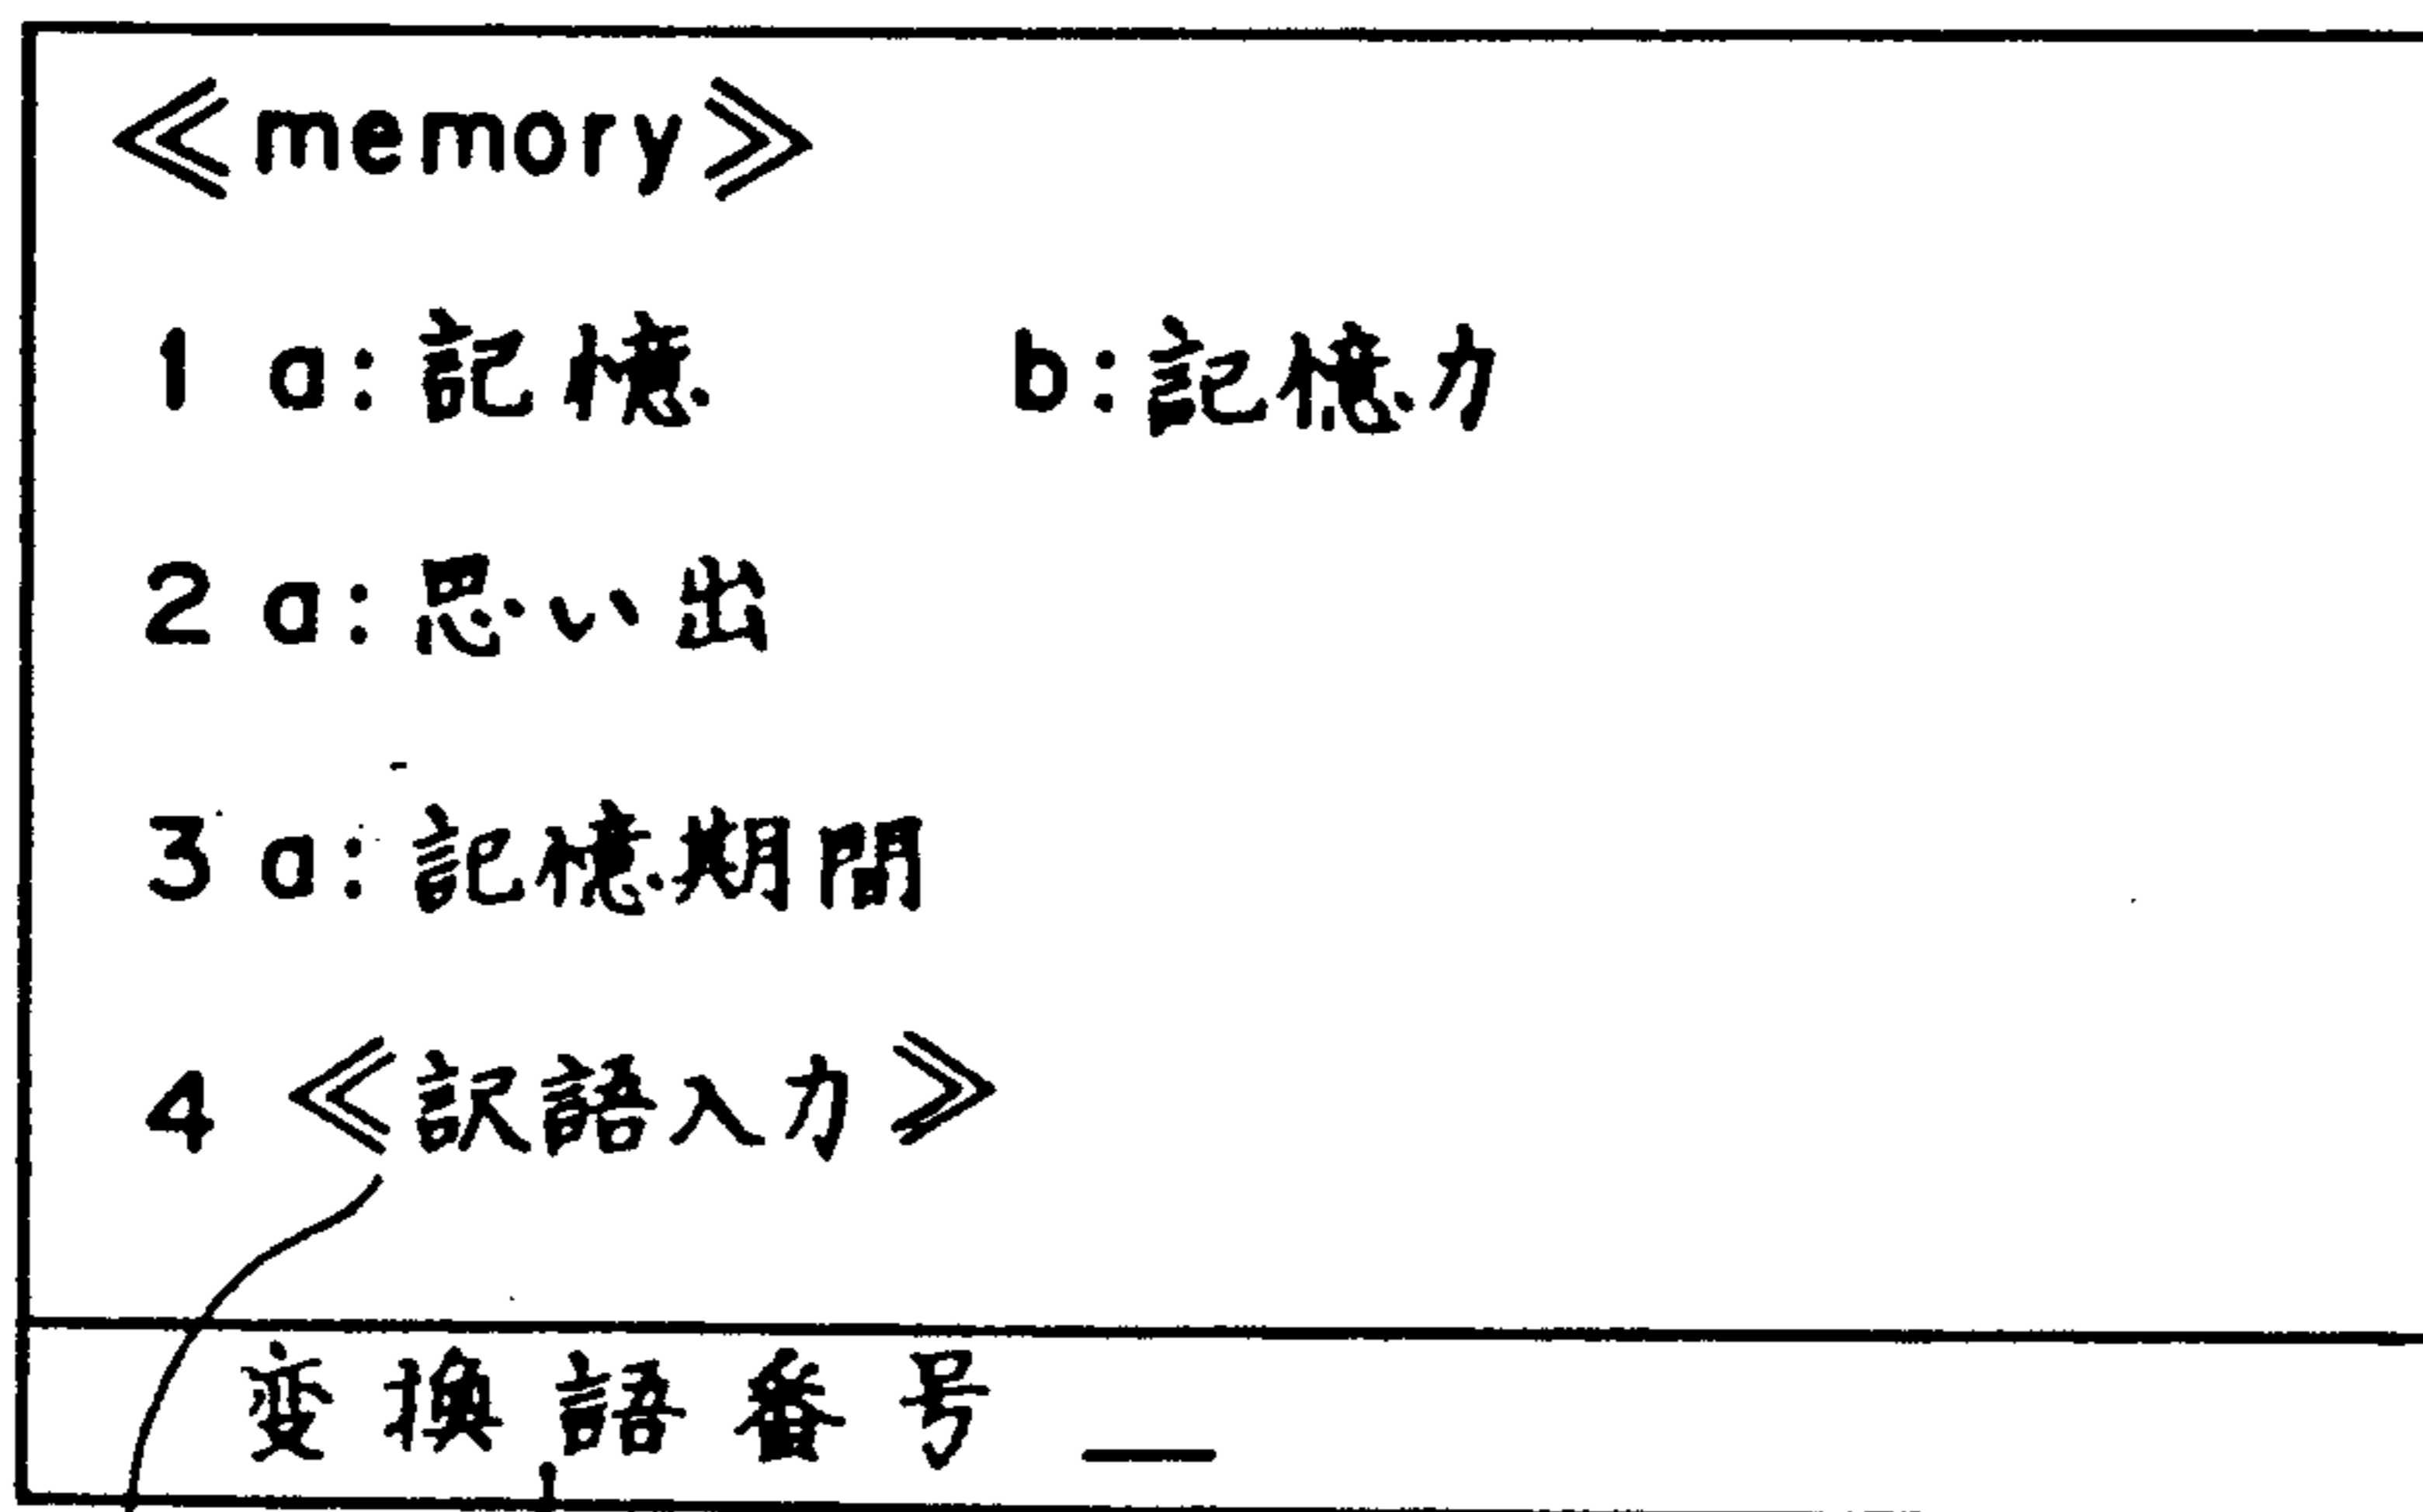 ≪memory≫
1 a:記憶 b:記憶力
2 a:思い出
3 a:記憶期間
4 ≪訳語入力≫
変換語番号 __